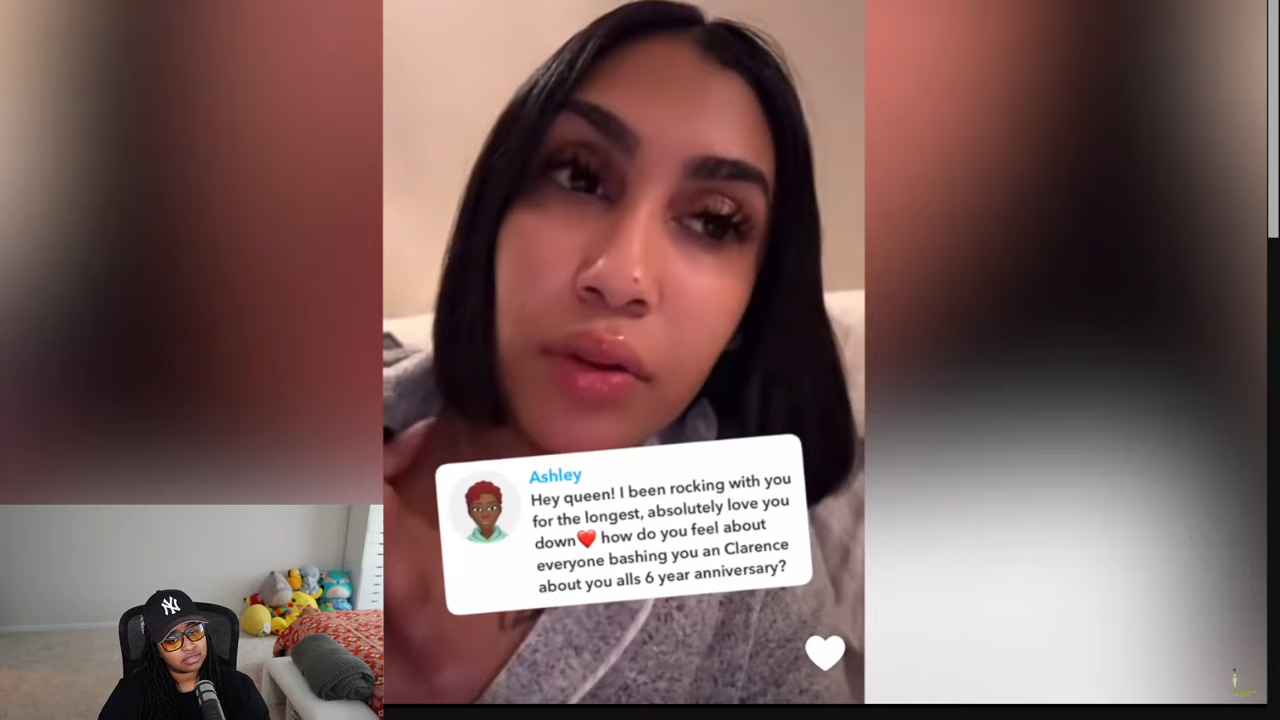 Ashley
Hey queen! I been rocking with you
for the longest, absolutely love you
down❤️ how do you feel about
everyone bashing you an Clarence
about you alls 6 year anniversary?
NY